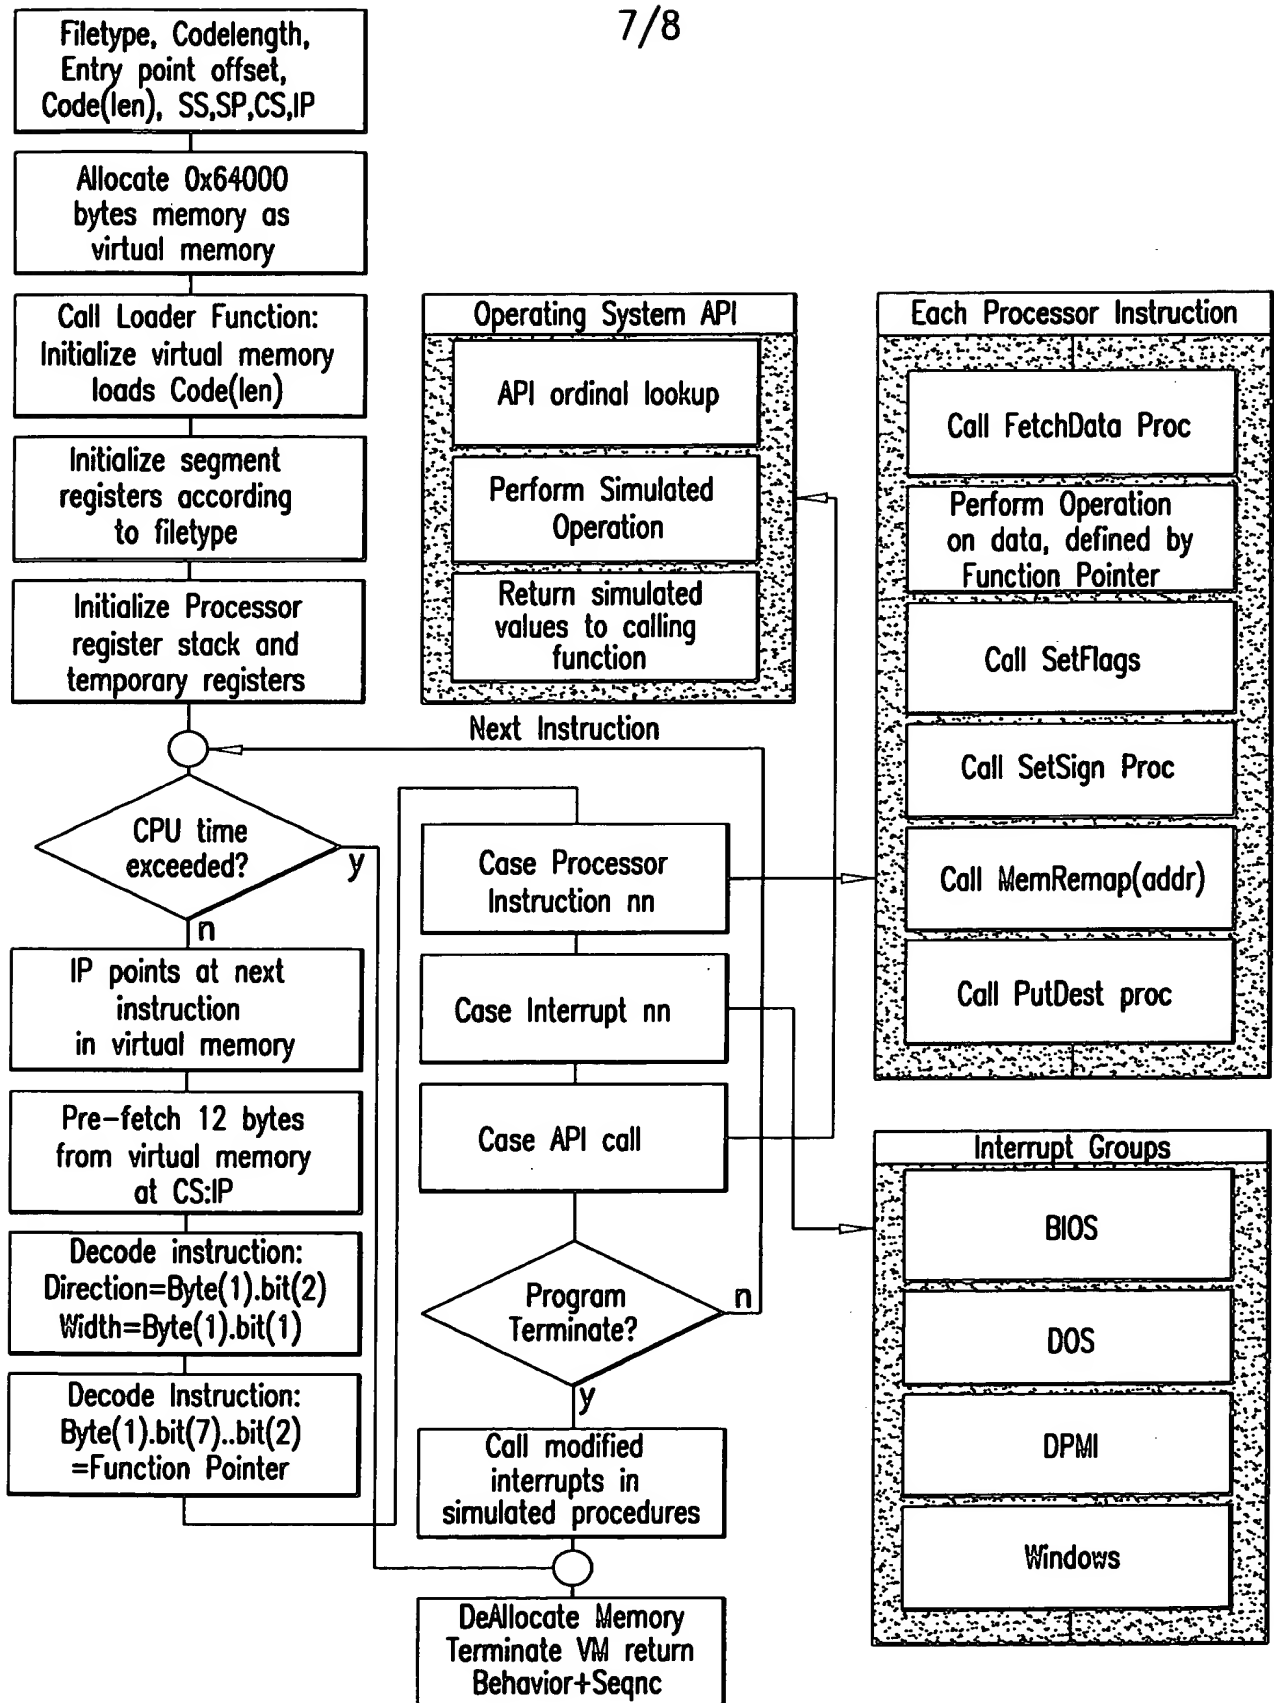 7/8
Filetype, Codelength,
Entry point offset,
Code(len), SS,SP,CS,IP
Allocate 0x64000
bytes memory as
virtual memory
Call Loader Function:
Initialize virtual memory
loads Code(len)
Initialize segment
registers according
to filetype
Initialize Processor
register stack and
temporary registers
CPU time
exceeded?
y
n
IP points at next
instruction
in virtual memory
Pre-fetch 12 bytes
from virtual memory
at CS:IP
Decode instruction:
Direction=Byte(1).bit(2)
Width=Byte(1).bit(1)
Decode Instruction:
Byte(1).bit(7)..bit(2)
=Function Pointer
Operating System API
API ordinal lookup
Perform Simulated
Operation
Return simulated
values to calling
function
Next Instruction
Case Processor
Instruction nn
Case Interrupt nn
Case API call
Program
Terminate?
n
y
Call modified
interrupts in
simulated procedures
DeAllocate Memory
Terminate VM return
Behavior+Seqnc
Each Processor Instruction
Call FetchData Proc
Perform Operation
on data, defined by
Function Pointer
Call SetFlags
Call SetSign Proc
Call MemRemap(addr)
Call PutDest proc
Interrupt Groups
BIOS
DOS
DPMI
Windows